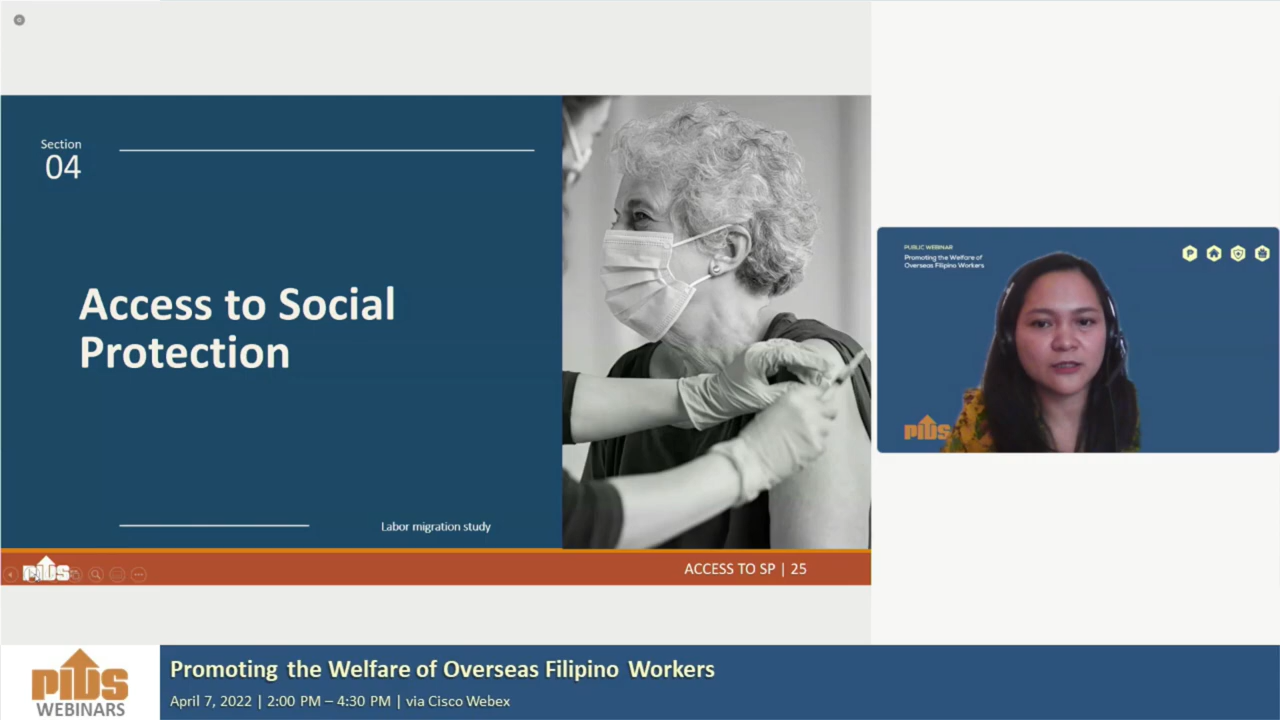 Section
04
Access to Social
Protection
Labor migration study
PIDS
ACCESS TO SP | 25
PUBLIC WEBINAR
Promoting the Welfare of
Overseas Filipino Workers
P
PIDS
PIDS
WEBINARS
Promoting the Welfare of Overseas Filipino Workers
April 7, 2022 | 2:00 PM – 4:30 PM | via Cisco Webex